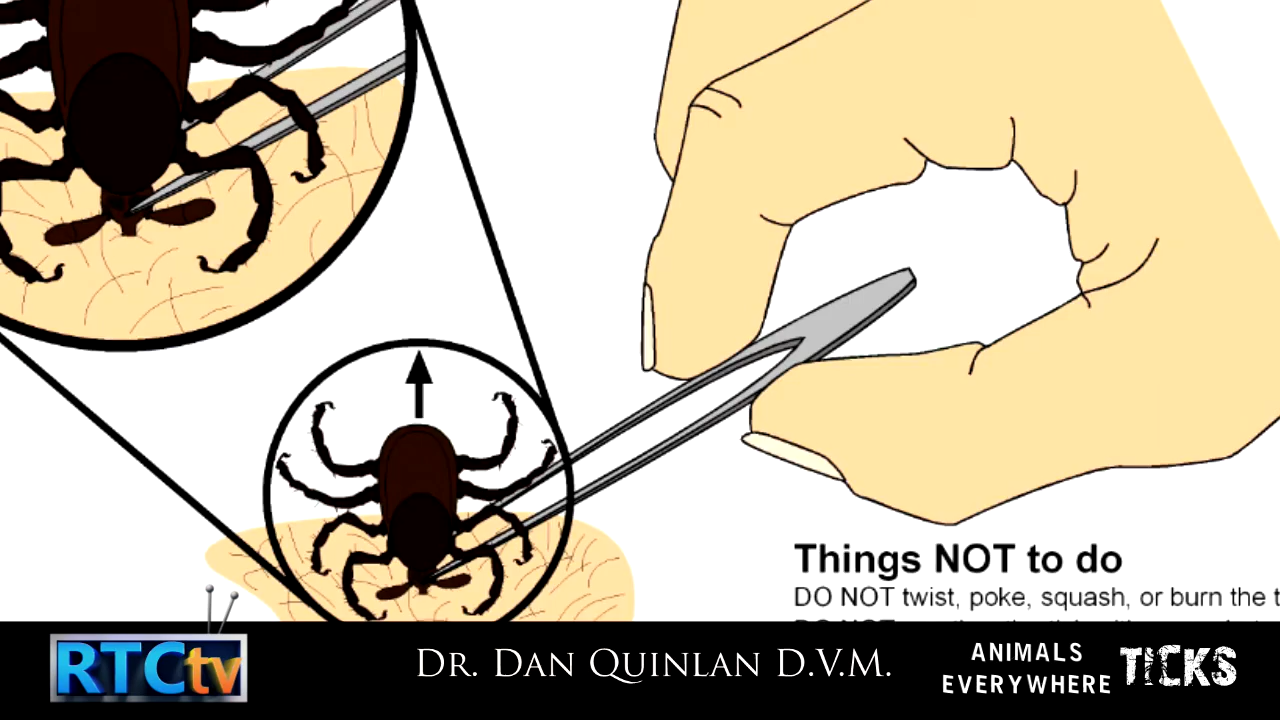 Things NOT to do
DO NOT twist, poke, squash, or burn the t
RTCtv
DR. DAN QUINLAN D.V.M.
ANIMALS
EVERYWHERE
TICKS